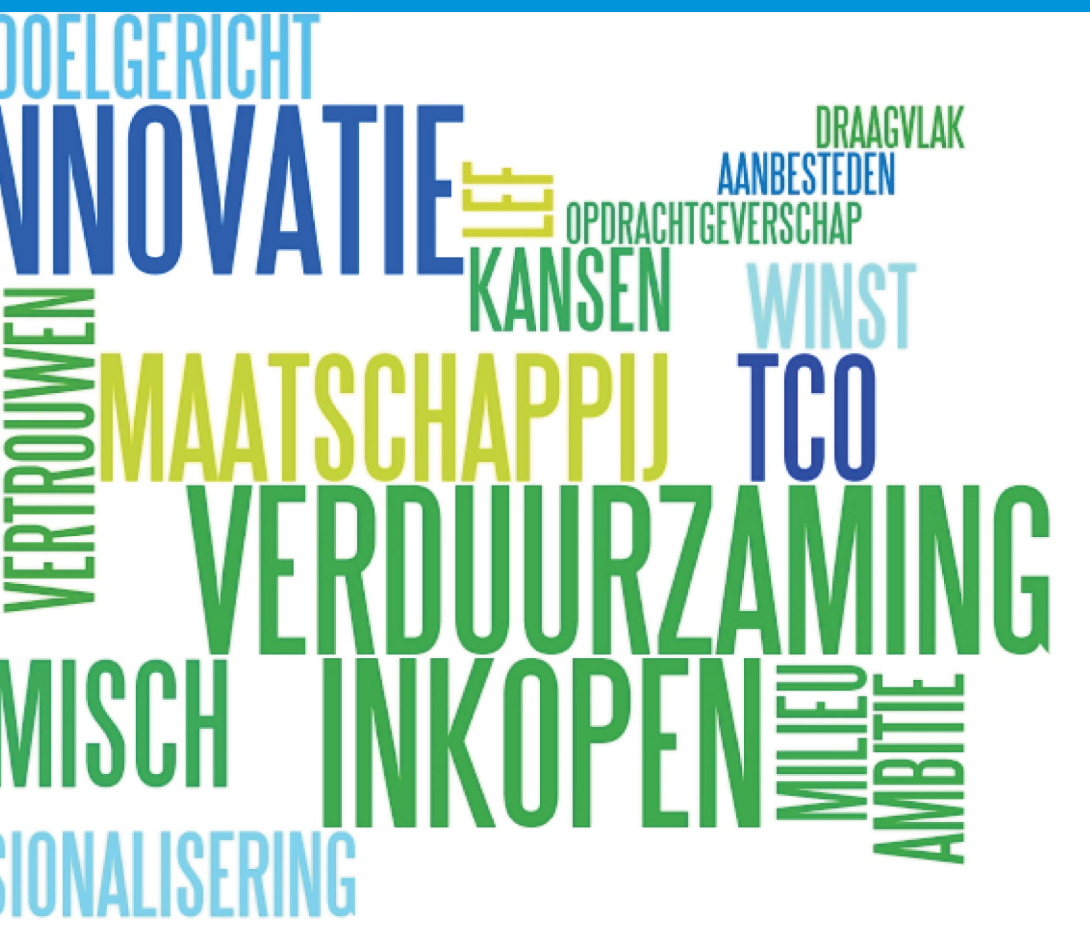 DOELGERICHT
NNOVATIE
LEF
DRAAGVLAK
AANBESTEDEN
OPDRACHTGEVERSCHAP
KANSEN
WINST
VERTROUWEN
MAATSCHAPPIJ
TCO
VERDUURZAMING
MISCH
INKOPEN
MILIEU
AMBITIE
SIONALISERING